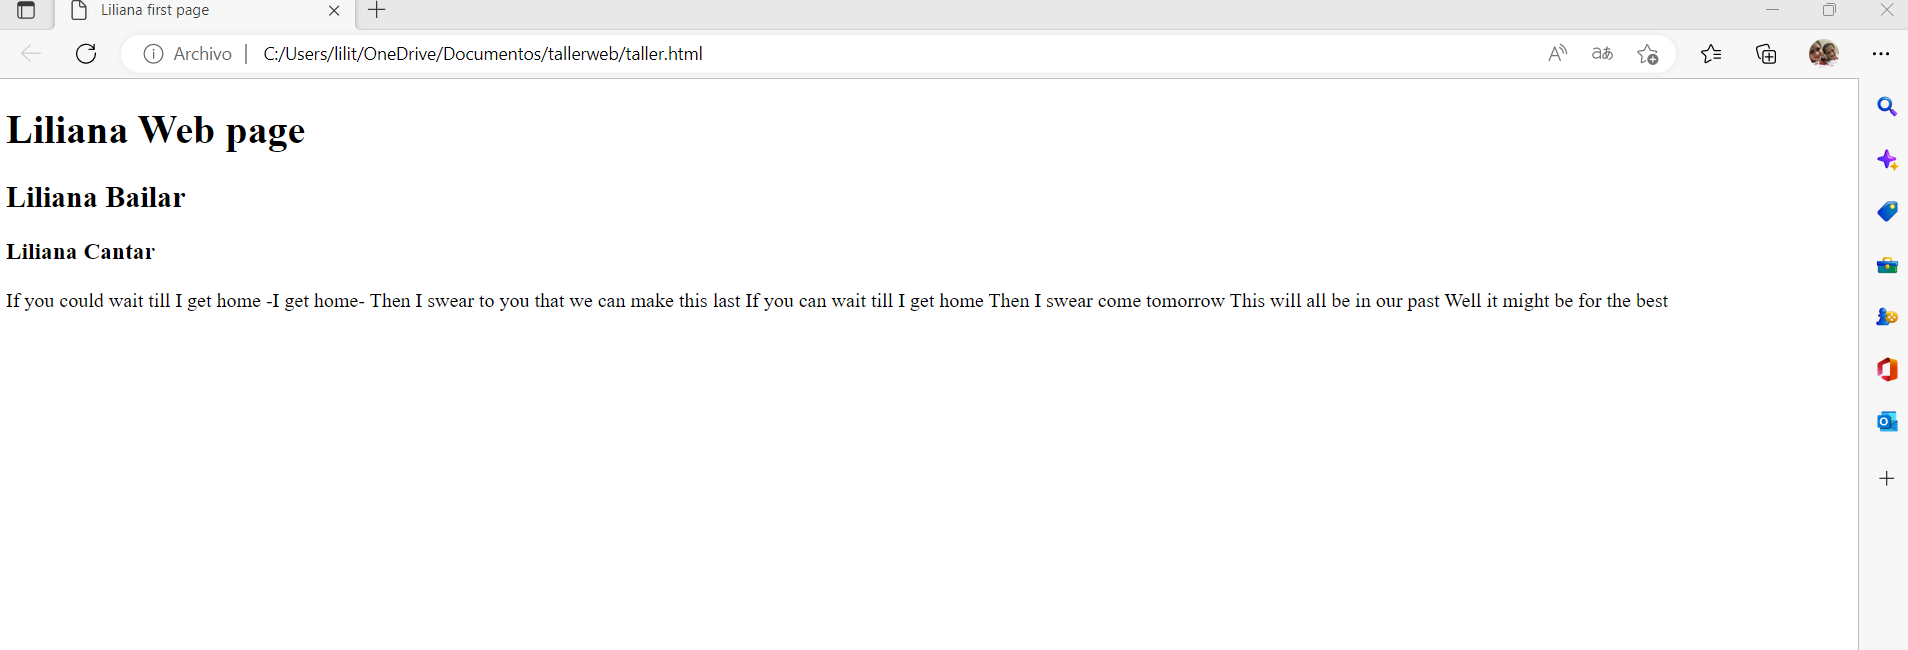 Liliana first page
Archivo
C:/Users/lilit/OneDrive/Documentos/tallerweb/taller.html
Liliana Web page
Liliana Bailar
Liliana Cantar
If you could wait till I get home -I get home- Then I swear to you that we can make this last If you can wait till I get home Then I swear come tomorrow This will all be in our past Well it might be for the best